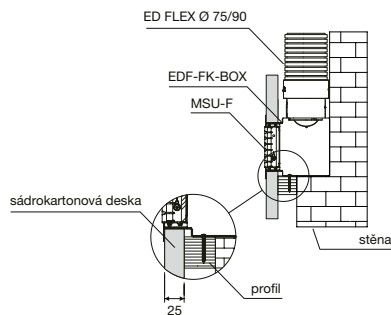 ED FLEX Ø 75/90
EDF-FK-BOX
MSU-F
sádrokartonová deska
stěna
profil
25